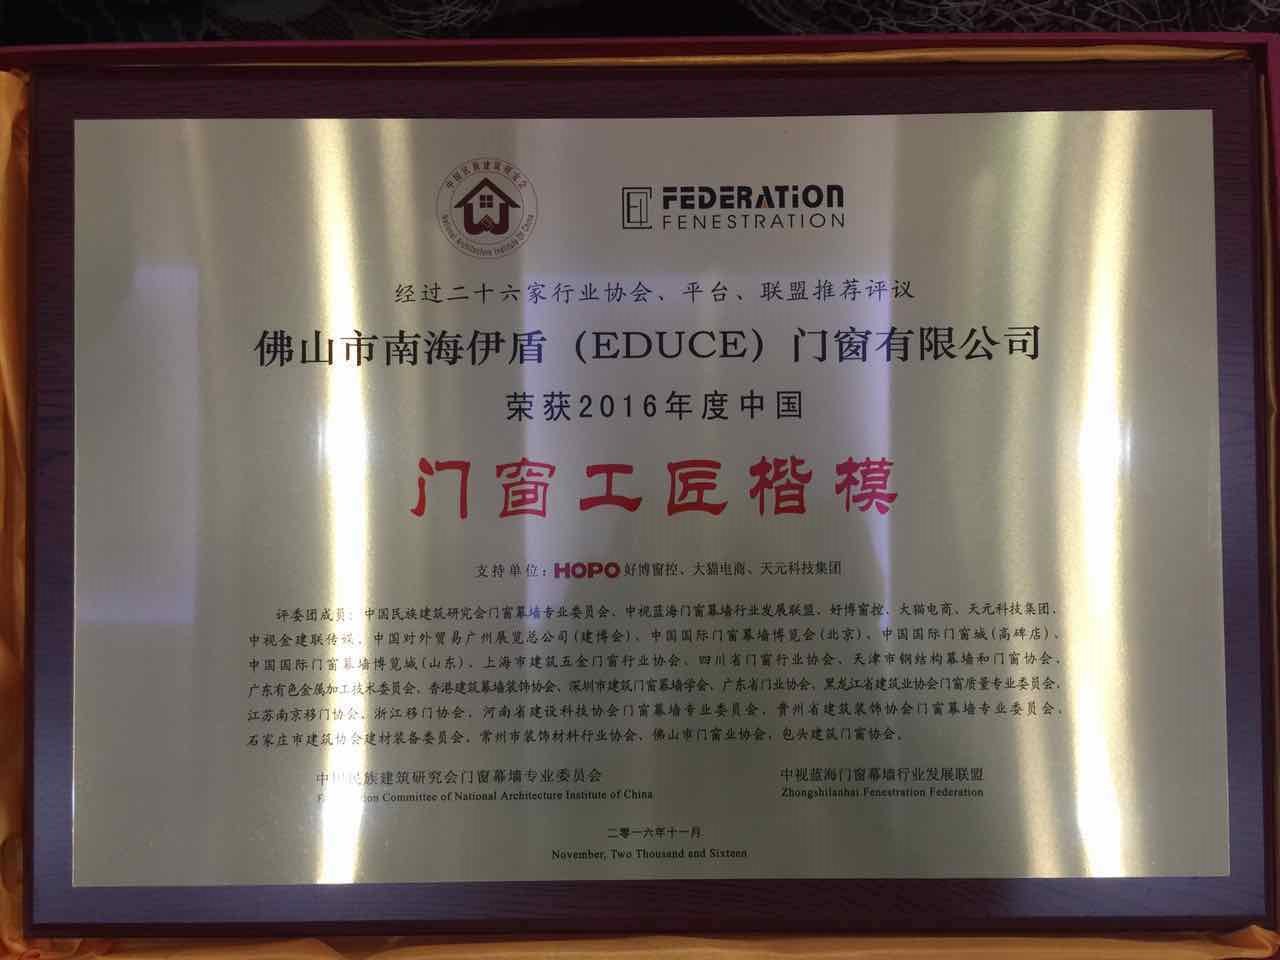 中国民族建筑研究会
National Architecture Institute of China
FEDERATION
FENESTRATION
经过二十六家行业协会、平台、联盟推荐评议
佛山市南海伊盾（EDUCE）门窗有限公司
荣获2016年度中国
门窗工匠楷模
支持单位：HOPO好博窗控、大猫电商、天元科技集团
评委团成员：中国民族建筑研究会门窗幕墙专业委员会、中视蓝海门窗幕墙行业发展联盟、好博窗控、大猫电商、天元科技集团、
中视金建联传媒、中国对外贸易广州展览总公司(建博会)、中国国际门窗幕墙博览会(北京)、中国国际门窗城(高碑店)、
中国国际门窗幕墙博览城(山东)、上海市建筑五金门窗行业协会、四川省门窗行业协会、天津市钢结构幕墙和门窗协会、
广东有色金属加工技术委员会、香港建筑幕墙装饰协会、深圳市建筑门窗幕墙学会、广东省门业协会、黑龙江省建筑业协会门窗质量专业委员会、
江苏南京移门协会、浙江移门协会、河南省建设科技协会门窗幕墙专业委员会、贵州省建筑装饰协会门窗幕墙专业委员会、
石家庄市建筑协会建材装备委员会、常州市装饰材料行业协会、佛山市门窗业协会、包头建筑门窗协会。
中国民族建筑研究会门窗幕墙专业委员会
Committee of National Architecture Institute of China
中视蓝海门窗幕墙行业发展联盟
Zhongshilanhai Fenestration Federation
二零一六年十一月
November, Two Thousand and Sixteen